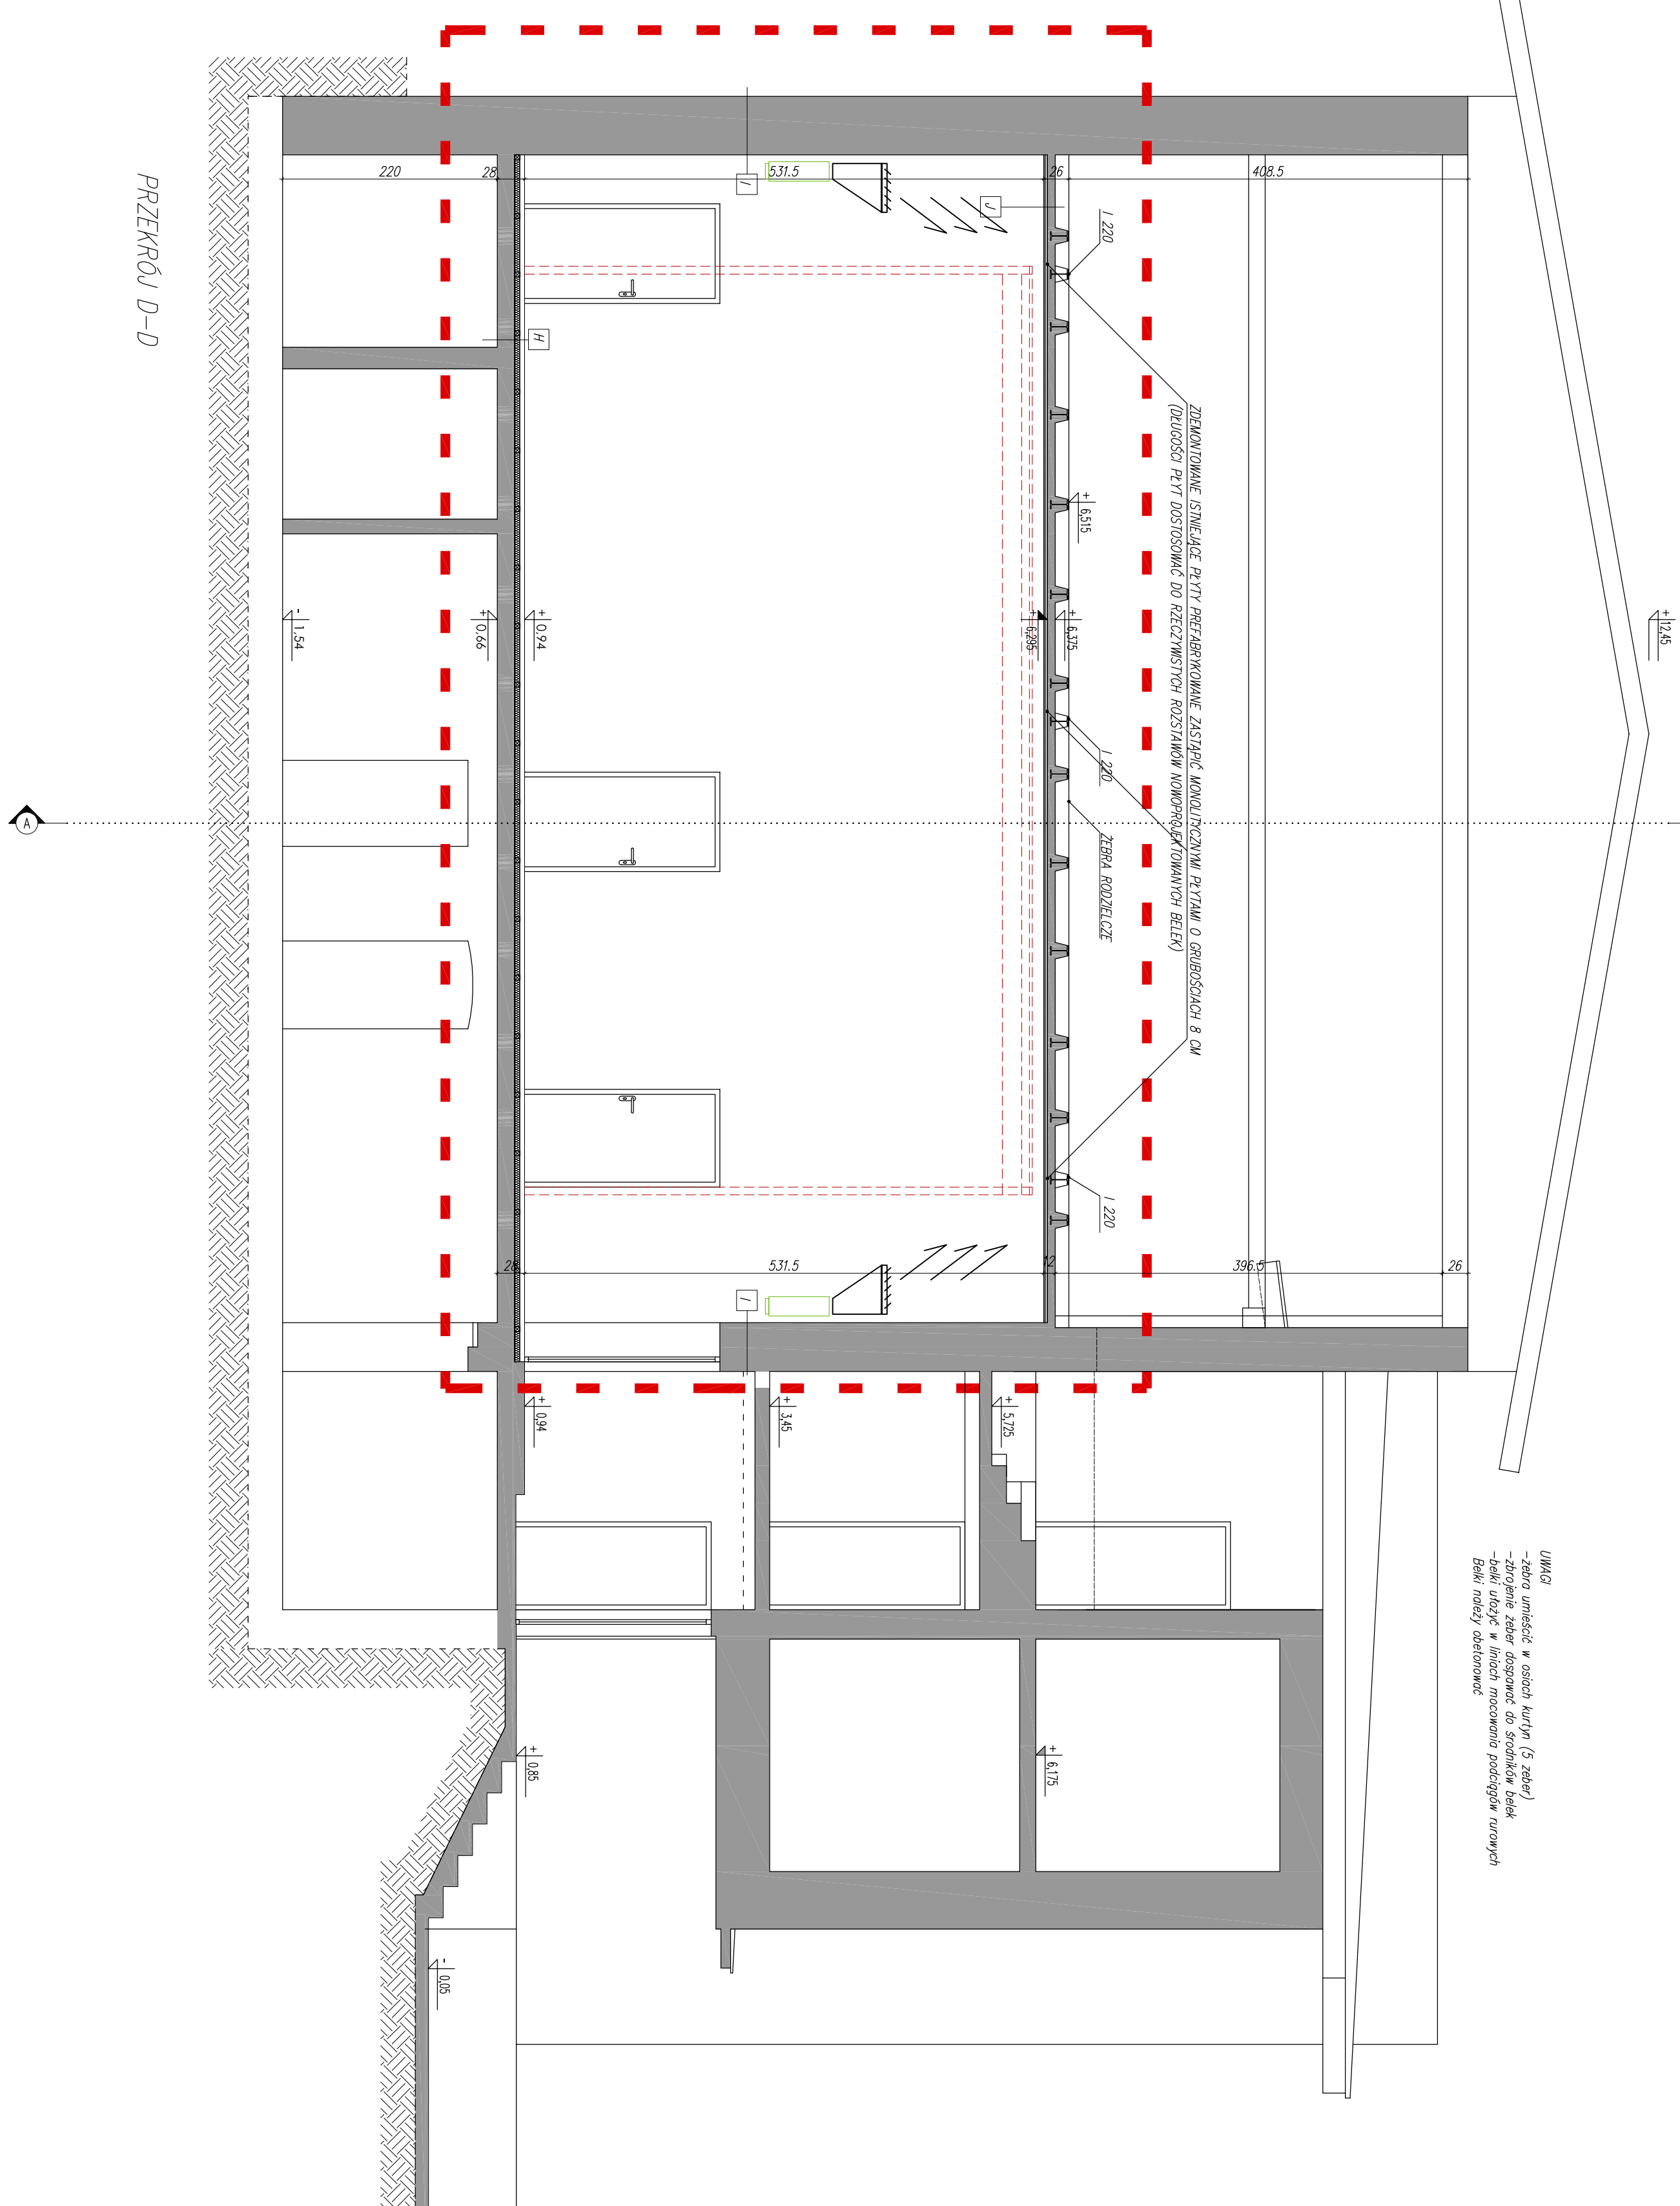 +12,45
UWAGI
-żebra umieścić w osiach kurtyn (5 żeber)
-zbrojenie żeber dospawać do środników belek
-belki ułożyć w liniach mocowania podciągów rurowych
Belki należy obetonować
408.5
396.5
26
ZDEMONTOWANE ISTNIEJĄCE PŁYTY PREFABRYKOWANE ZASTĄPIĆ MONOLITYCZNYMI PŁYTAMI O GRUBOŚCIACH 8 CM
(DŁUGOŚCI PŁYT DOSTOSOWAĆ DO RZECZYWISTYCH ROZSTAWÓW NOWOPROJEKTOWANYCH BELEK)
I 220
I 220
ŻEBRA RODZIELCZE
I 220
+6,515
26
+6,375
12
+6,295
J
+5,725
+6,175
531.5
531.5
I
I
+3,45
H
+0,94
+0,94
+0,85
28
+0,66
28
220
-0,05
-1,54
PRZEKRÓJ D-D
A